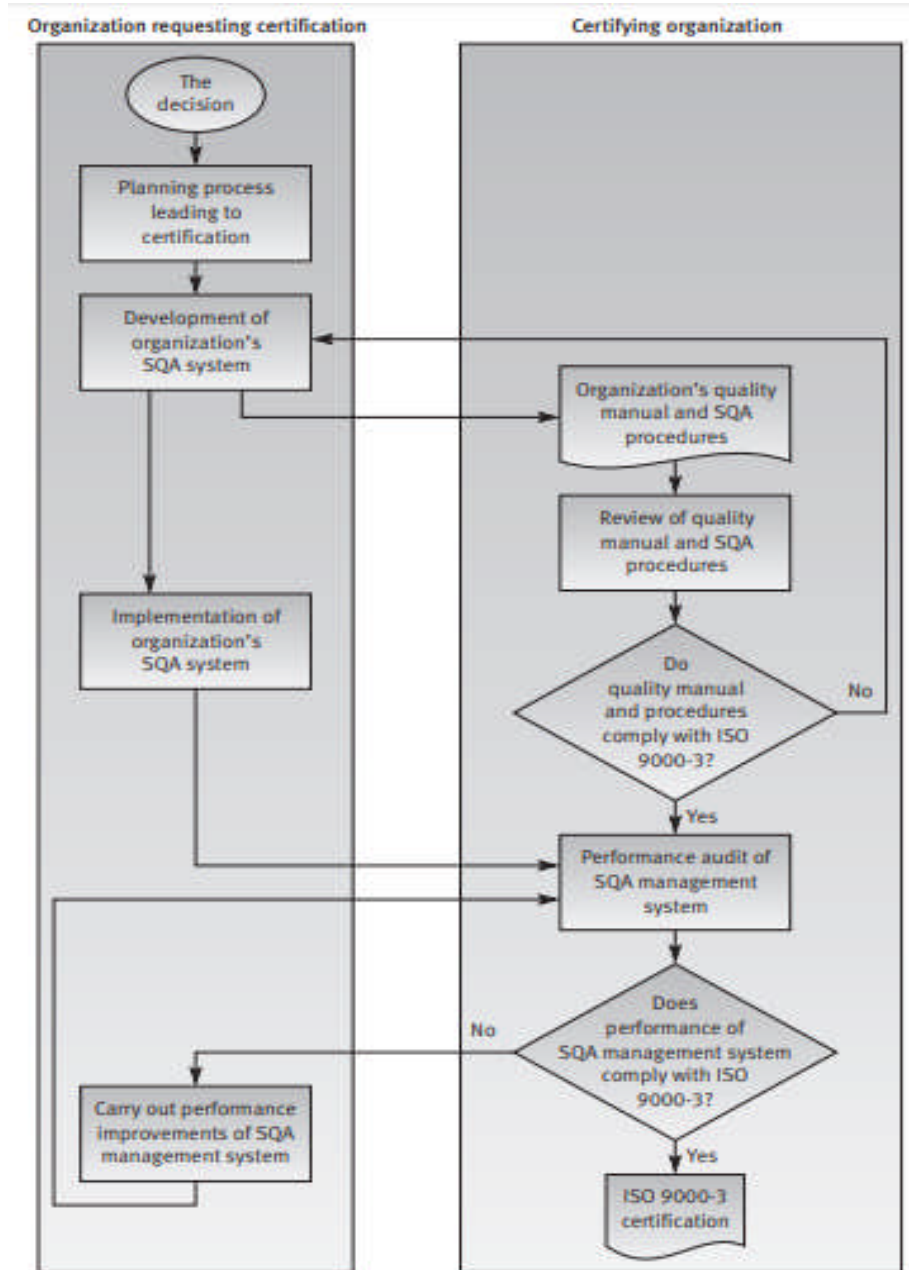 Organization requesting certification
Certifying organization
The
decision
Planning process
leading to
certification
Development of
organization's
SQA system
Organization's quality
manual and SQA
procedures
Review of quality
manual and SQA
procedures
Implementation of
organization's
SQA system
Do
quality manual
and procedures
comply with ISO
9000-3?
No
Yes
Performance audit of
SQA management
system
Does
performance of
SQA management system
comply with ISO
9000-3?
No
Carry out performance
improvements of SQA
management system
Yes
ISO 9000-3
certification